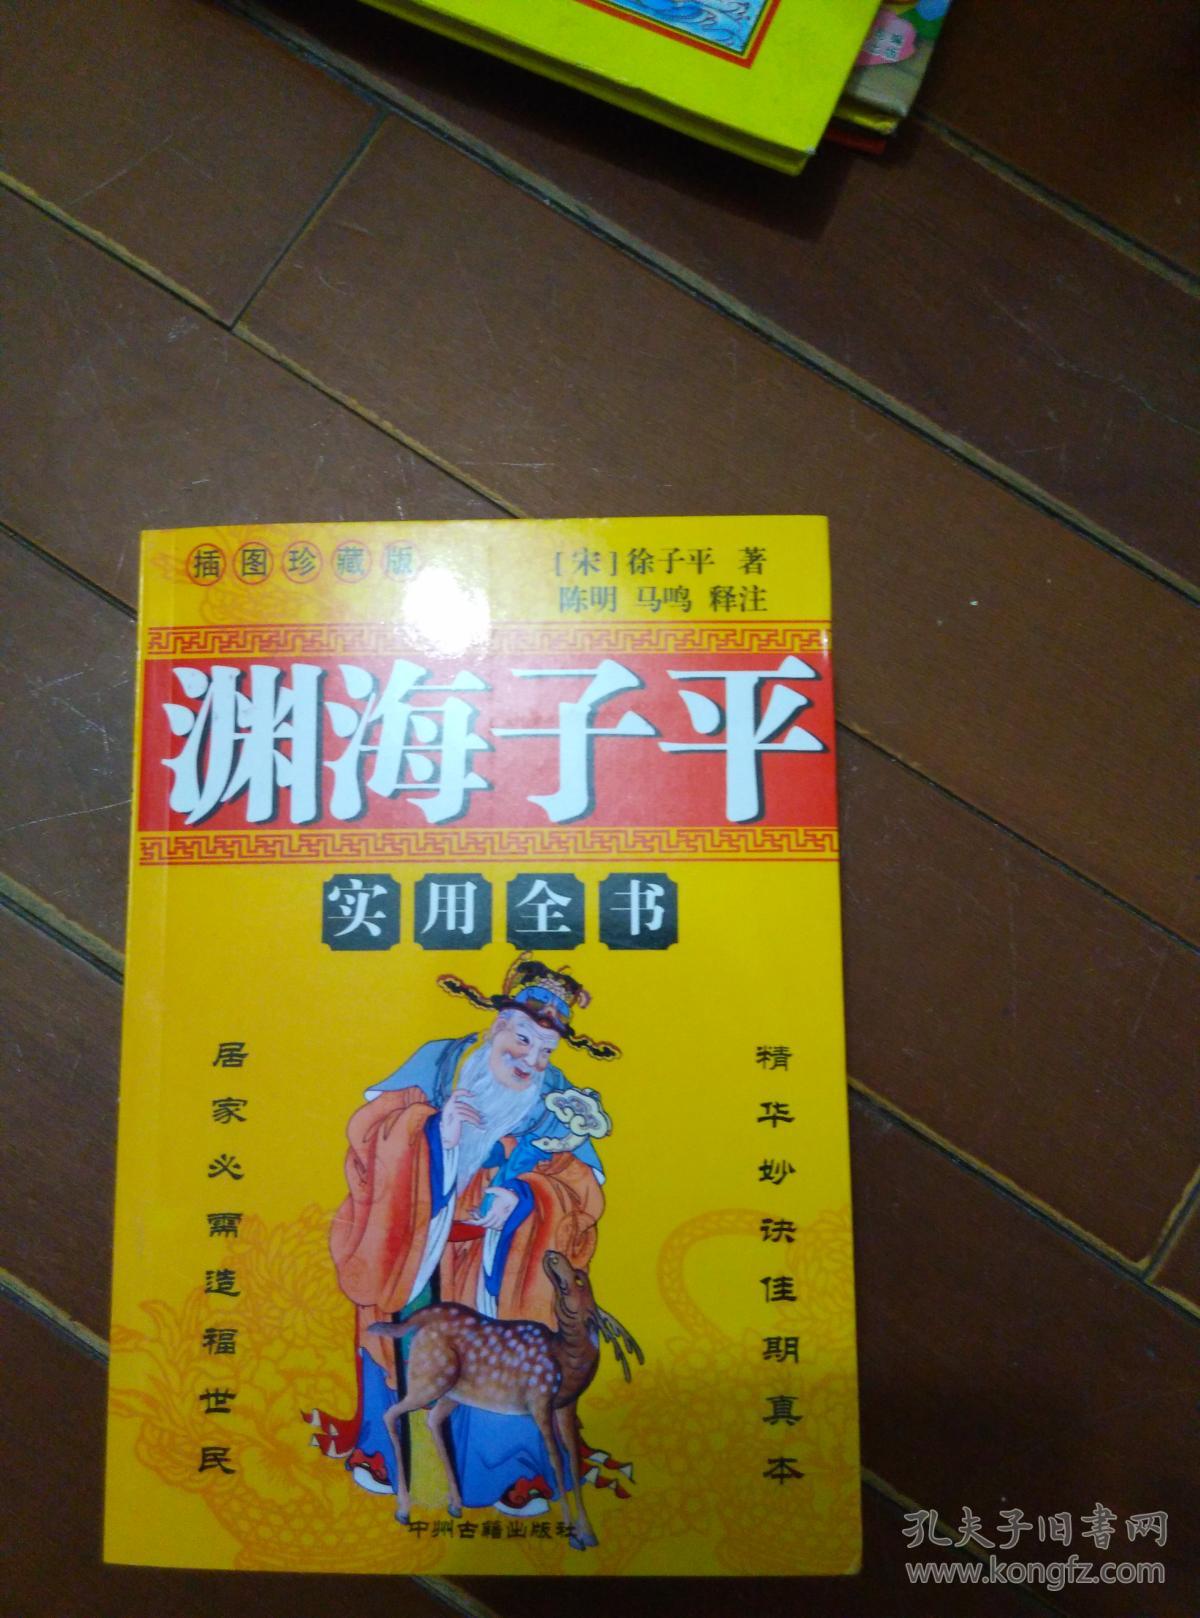 插图珍藏版
[宋]徐子平 著
陈明 马鸣 释注
渊海子平
实用全书
精华妙诀佳期真本
居家必需造福世民
中州古籍出版社
孔夫子旧书网
www.kongfz.com